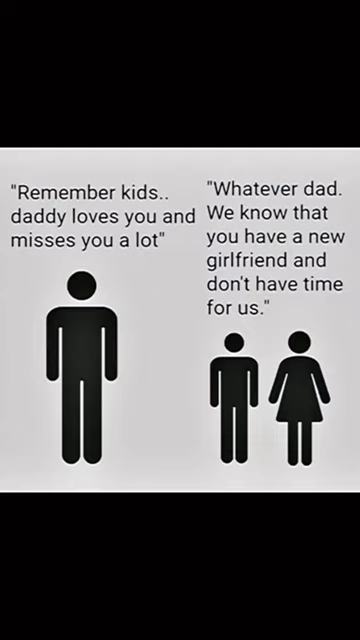 "Remember kids..
daddy loves you and
misses you a lot"
"Whatever dad.
We know that
you have a new
girlfriend and
don't have time
for us."